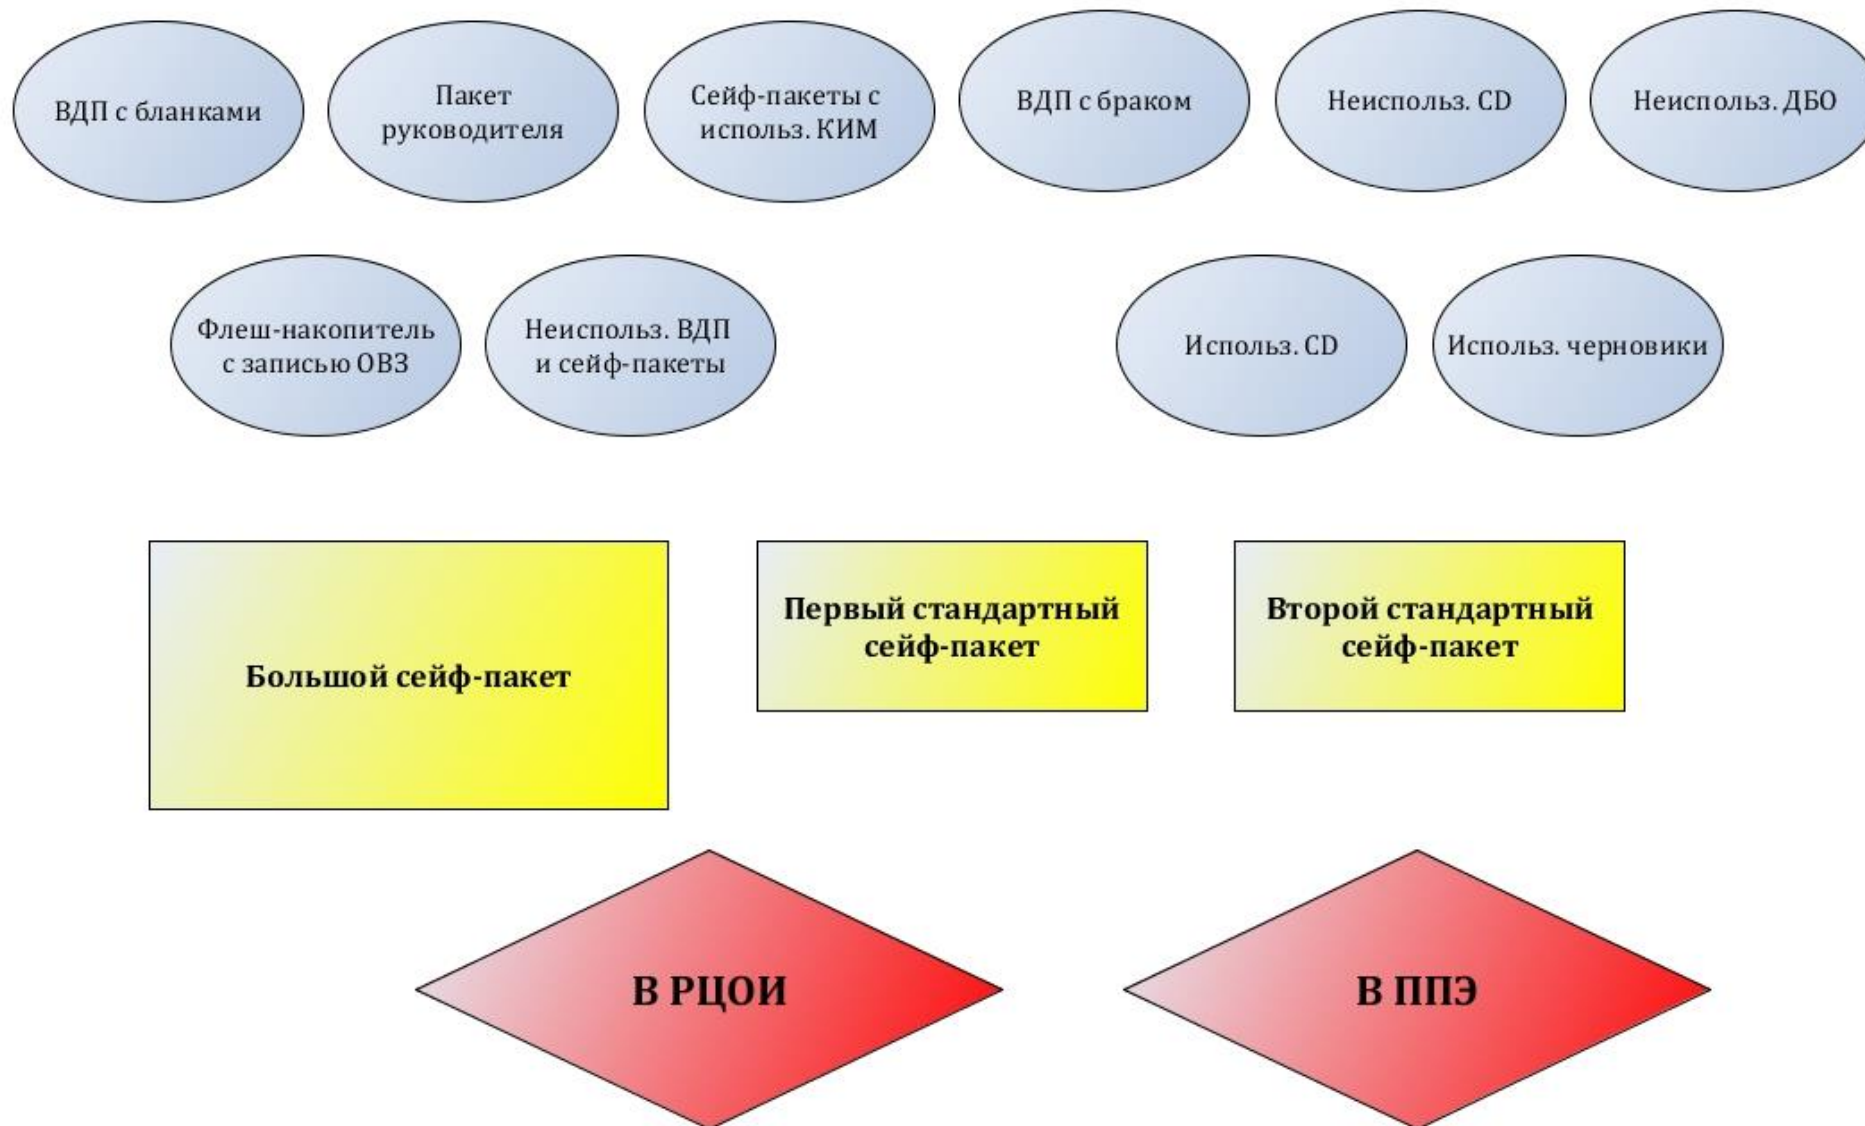 ВДП с бланками
Пакет
руководителя
Сейф-пакеты с
использ. КИМ
ВДП с браком
Неиспольз. CD
Неиспольз. ДБО
Флеш-накопитель
с записью ОВЗ
Неиспольз. ВДП
и сейф-пакеты
Использ. CD
Использ. черновики
Большой сейф-пакет
Первый стандартный
сейф-пакет
Второй стандартный
сейф-пакет
В РЦОИ
В ППЭ